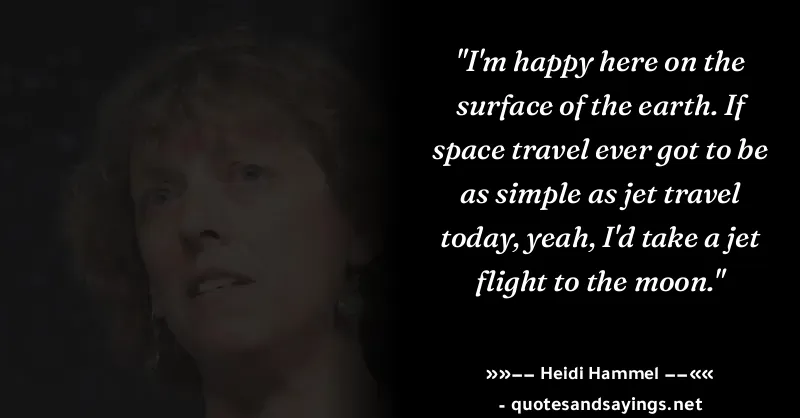 "I'm happy here on the
surface of the earth. If
space travel ever got to be
as simple as jet travel
today, yeah, I'd take a jet
flight to the moon."
»»−− Heidi Hammel −−««
- quotesandsayings.net